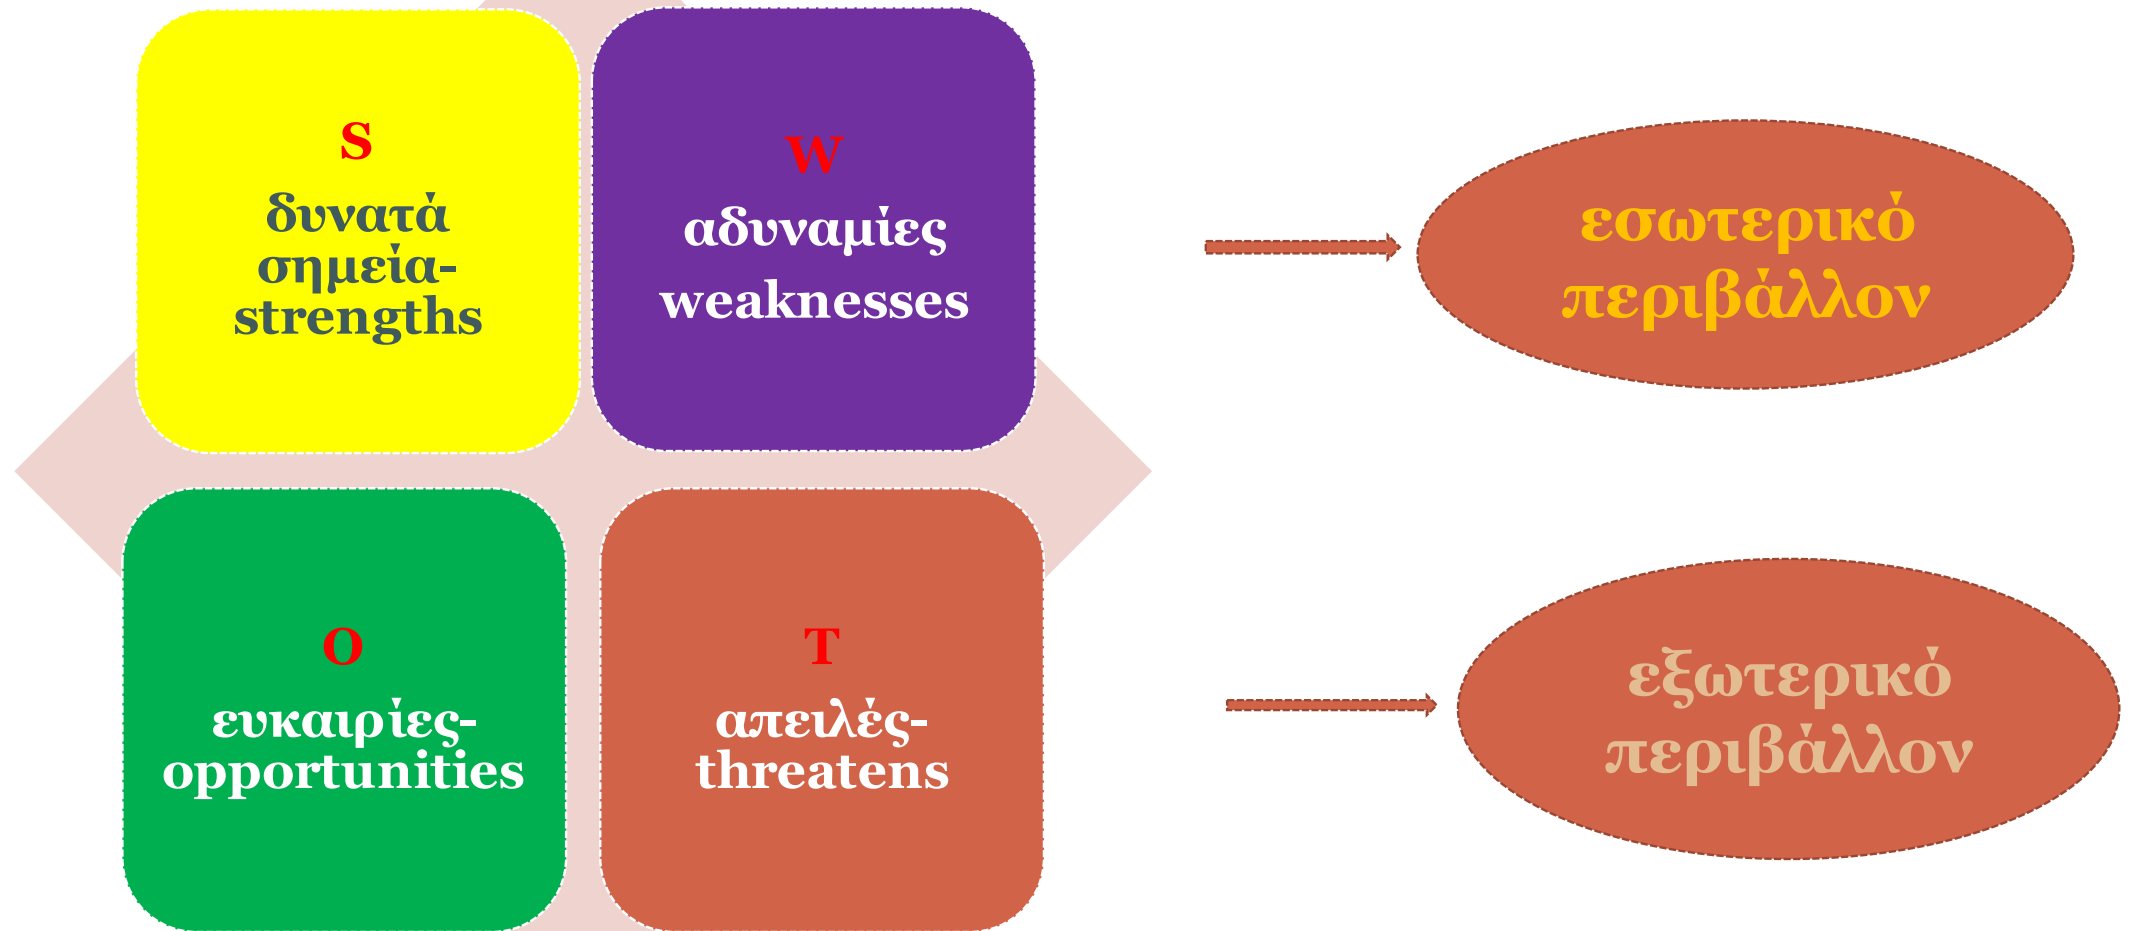 S
δυνατά
σημεία-
strengths
W
αδυναμίες
weaknesses
εσωτερικό
περιβάλλον
O
ευκαιρίες-
opportunities
T
απειλές-
threatens
εξωτερικό
περιβάλλον